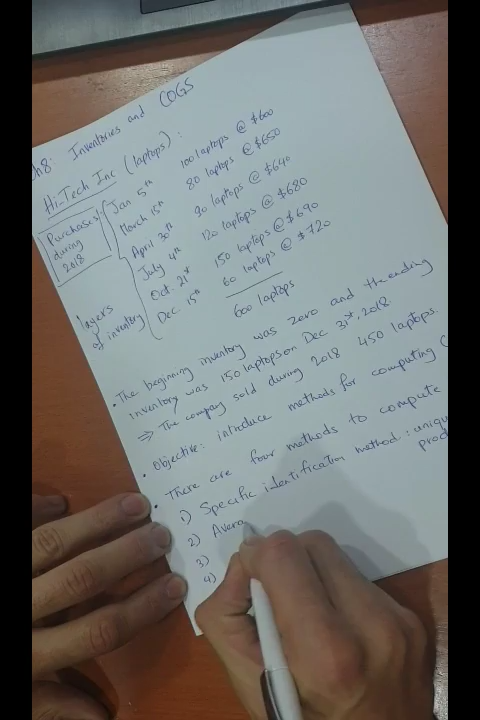 Ch8: Inventories and COGS
Hi-Tech Inc (laptops):
Purchases during 2018
Jan 5th 100 laptops @ $600
March 15th 80 laptops @ $650
April 30th 90 laptops @ $640
July 4th 120 laptops @ $680
Oct. 21st 150 laptops @ $690
Dec. 15th 60 laptops @ $720
600 laptops
layers of inventory
• The beginning inventory was zero and the ending
inventory was 150 laptops on Dec 31st, 2018.
⇒ The company sold during 2018 450 laptops.
• Objective: introduce methods for computing (
• There are four methods to compute
1) Specific identification method: uniqu
prod
2) Avera
3)
4)